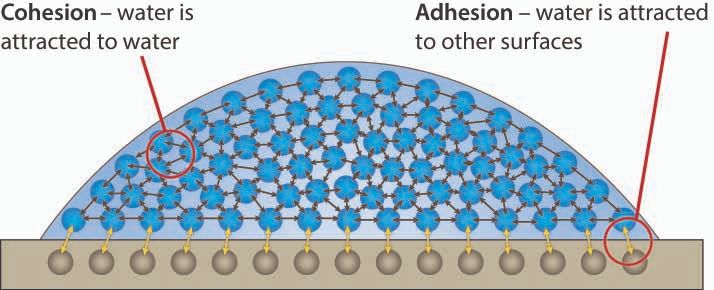 Cohesion – water is
attracted to water
Adhesion – water is attracted
to other surfaces